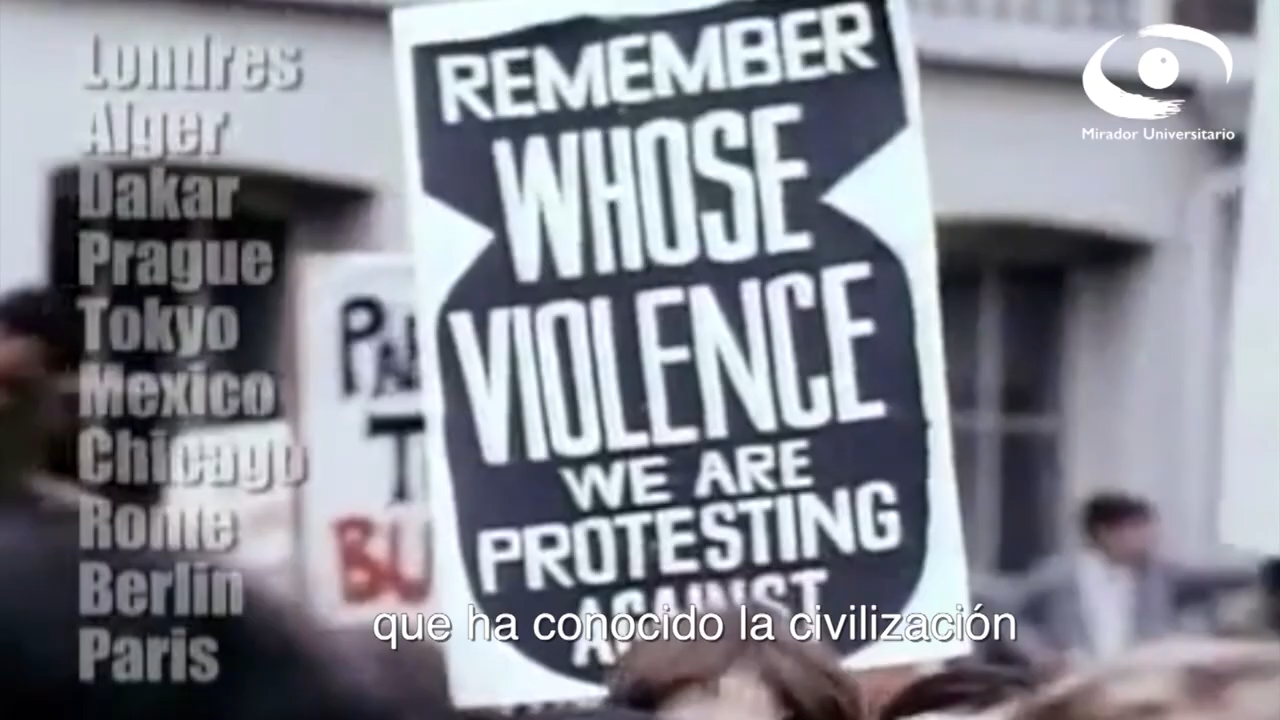 Londres
Alger
Dakar
Prague
Tokyo
Mexico
Chicago
Rome
Berlin
Paris
REMEMBER
WHOSE
VIOLENCE
WE ARE
PROTESTING
AGAINST
Mirador Universitario
que ha conocido la civilización